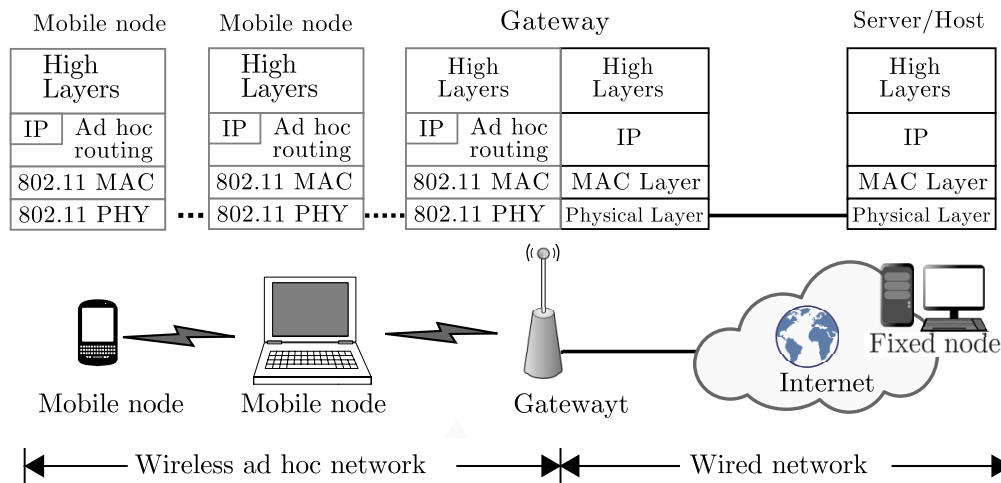 Mobile node Mobile node Gateway Server/Host
High High High High High
Layers Layers Layers Layers Layers
IP Ad hoc IP Ad hoc IP Ad hoc IP IP
routing routing routing
802.11 MAC 802.11 MAC 802.11 MAC MAC Layer MAC Layer
802.11 PHY 802.11 PHY 802.11 PHY Physical Layer Physical Layer
Fixed node
Internet
Mobile node Mobile node Gatewayt
Wireless ad hoc network Wired network